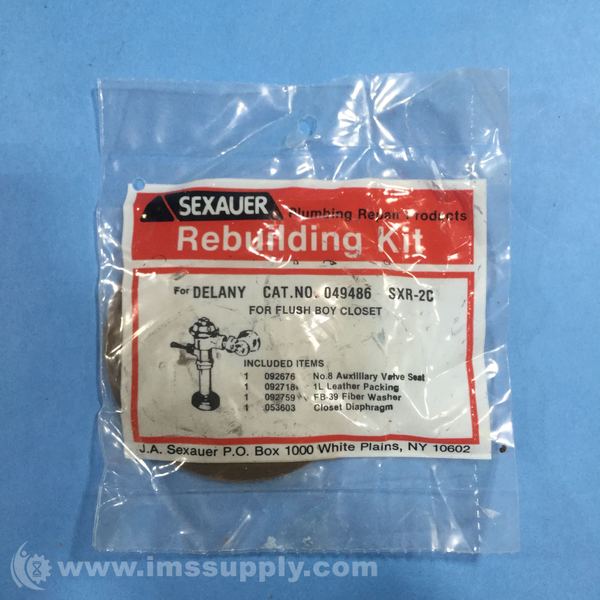 SEXAUER Plumbing Repair Products
Rebuilding Kit
For DELANY CAT.NO. 049486 SXR-2C
FOR FLUSH BOY CLOSET
INCLUDED ITEMS
1 092676 No.8 Auxilliary Valve Seat
1 092718 1L Leather Packing
1 092759 FB-39 Fiber Washer
1 053603 Closet Diaphragm
J.A. Sexauer P.O. Box 1000 White Plains, NY 10602
www.imssupply.com